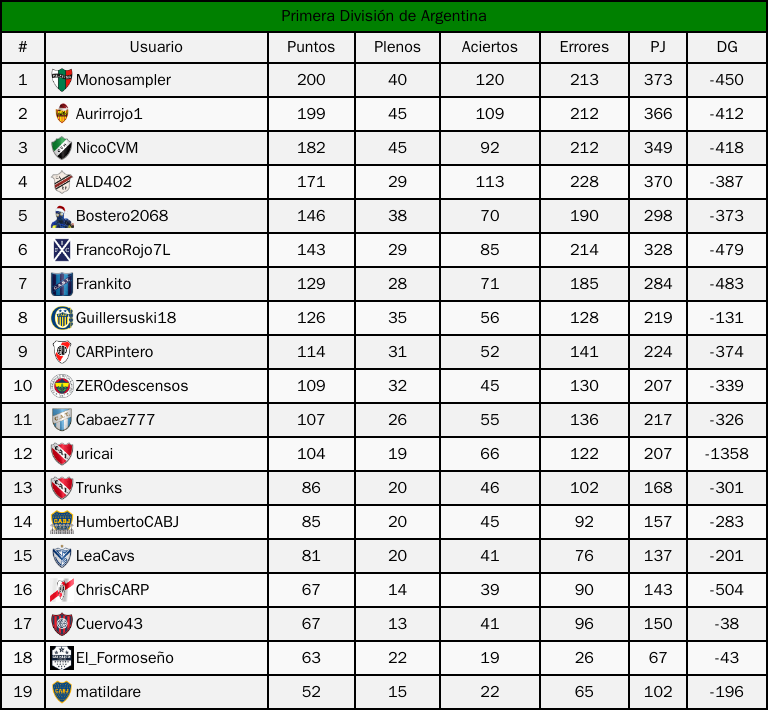 Primera División de Argentina
# Usuario Puntos Plenos Aciertos Errores PJ DG
1 Monosampler 200 40 120 213 373 -450
2 Aurirrojo1 199 45 109 212 366 -412
3 NicoCVM 182 45 92 212 349 -418
4 ALD402 171 29 113 228 370 -387
5 Bostero2068 146 38 70 190 298 -373
6 FrancoRojo7L 143 29 85 214 328 -479
7 Frankito 129 28 71 185 284 -483
8 Guillersuski18 126 35 56 128 219 -131
9 CARPintero 114 31 52 141 224 -374
10 ZER0descensos 109 32 45 130 207 -339
11 Cabaez777 107 26 55 136 217 -326
12 uricai 104 19 66 122 207 -1358
13 Trunks 86 20 46 102 168 -301
14 HumbertoCABJ 85 20 45 92 157 -283
15 LeaCavs 81 20 41 76 137 -201
16 ChrisCARP 67 14 39 90 143 -504
17 Cuervo43 67 13 41 96 150 -38
18 El_Formoseño 63 22 19 26 67 -43
19 matildare 52 15 22 65 102 -196